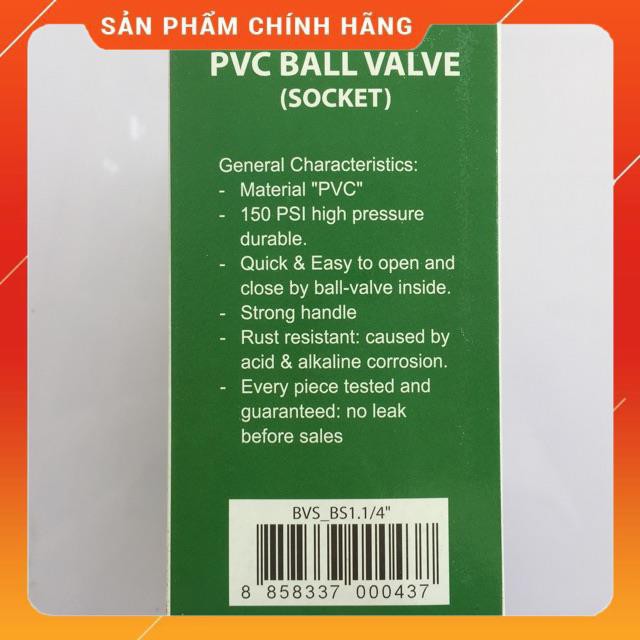 SẢN PHẨM CHÍNH HÃNG
PVC BALL VALVE
(SOCKET)
General Characteristics:
- Material "PVC"
- 150 PSI high pressure
durable.
- Quick & Easy to open and
close by ball-valve inside.
- Strong handle
- Rust resistant: caused by
acid & alkaline corrosion.
- Every piece tested and
guaranteed: no leak
before sales
BVS_BS1.1/4"
8 858337 000437